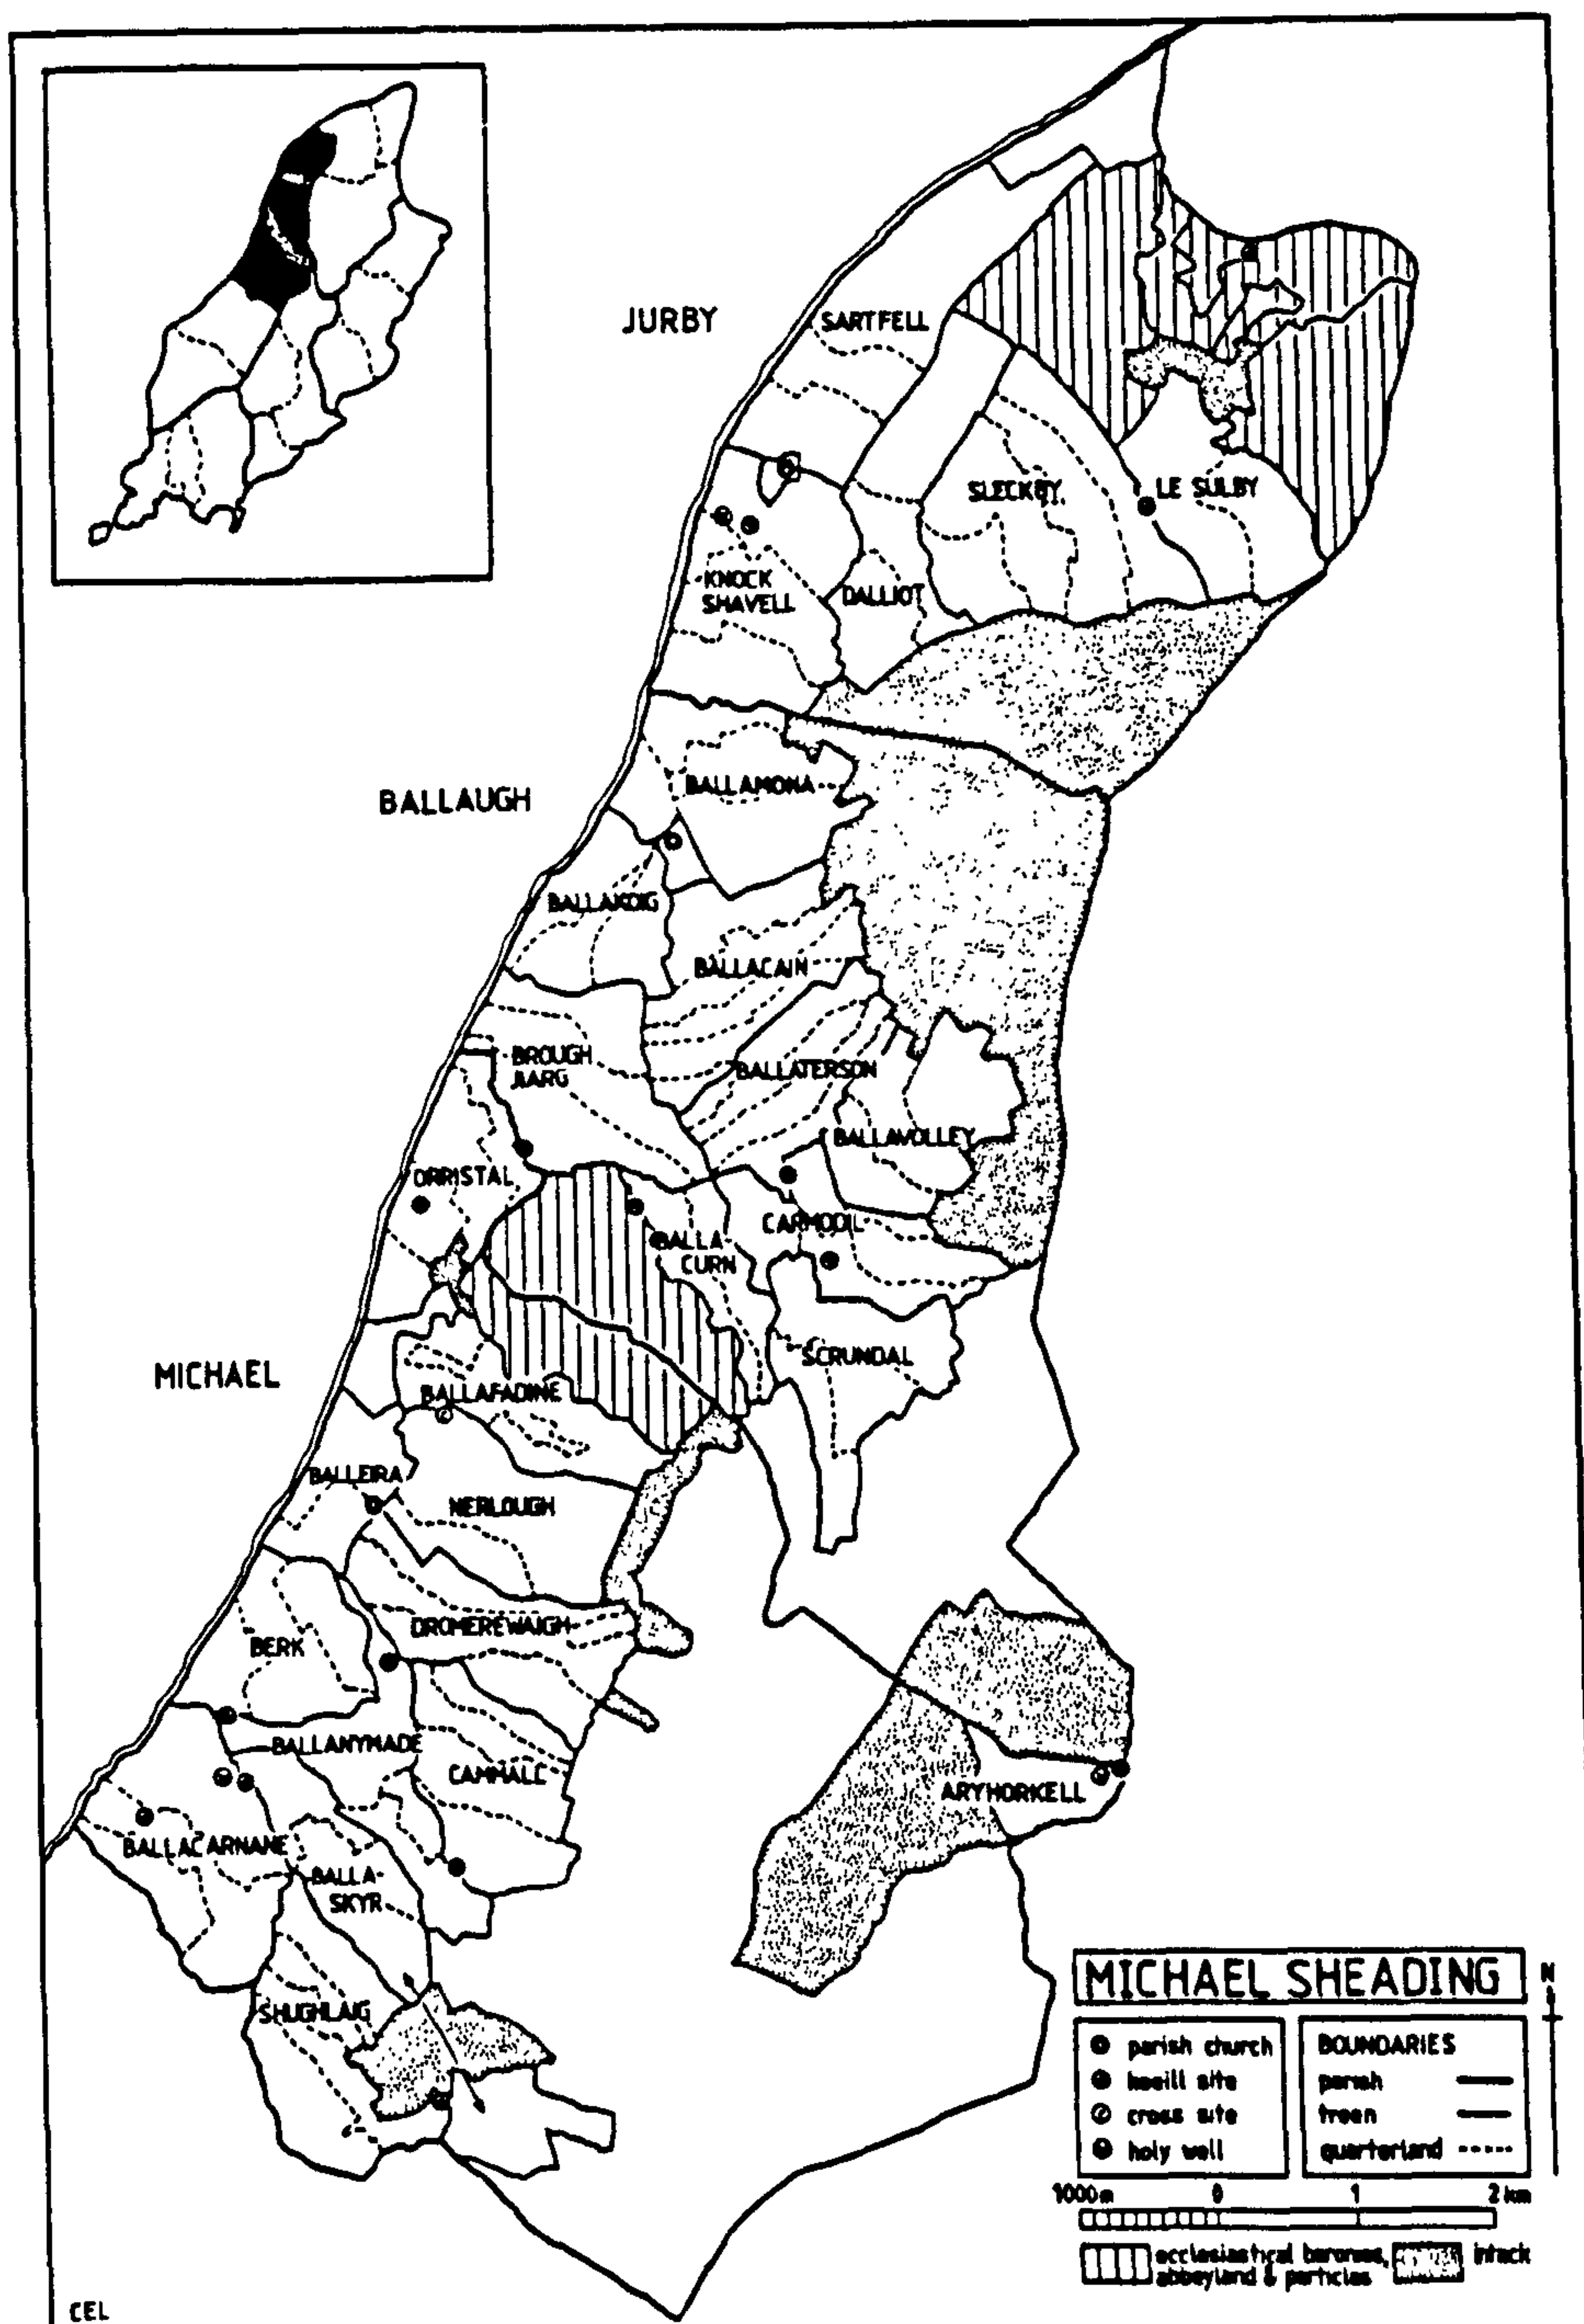 JURBY
SARTFELL
SLECKBY
LE SULBY
KNOCK
SHAVELL
DALLIOT
BALLAUGH
BALLAMONA
BALLAKOIG
BALLACAIN
BROUGH
JIARG
BALLATERSON
BALLAVOLLEY
ORRISTAL
CARMODIL
BALLA
CURN
SCRUNDAL
MICHAEL
BALLAFADINE
BALLEIRA
NERLOUGH
DROMEREWAIGH
BERK
BALLANYMADE
CAMMALL
ARYHORKELL
BALLACARNANE
BALLA-
SKYR
SHUGHLAIG
MICHAEL SHEADING
N
parish church
keeill site
cross site
holy well
BOUNDARIES
parish
treen
quarterland
1000m 0 1 2 km
ecclesiastical baronies,
abbeyland & particles
intack
CEL